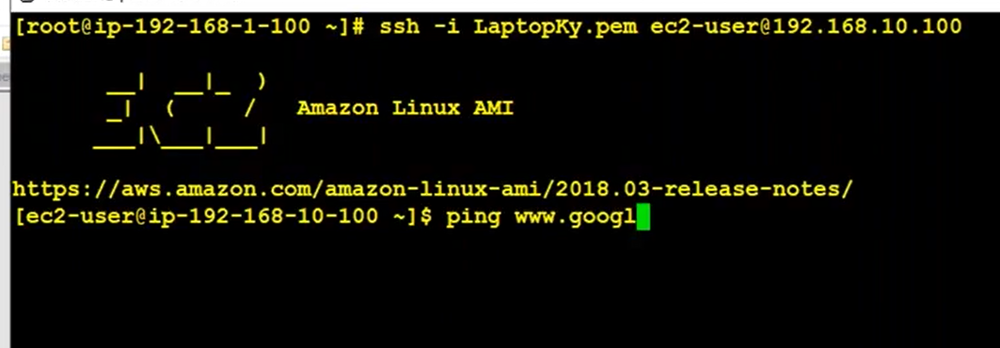 [root@ip-192-168-1-100 ~]# ssh -i LaptopKy.pem ec2-user@192.168.10.100
       __|  __|_  )
       _|  (     /   Amazon Linux AMI
      ___|\___|___|
https://aws.amazon.com/amazon-linux-ami/2018.03-release-notes/
[ec2-user@ip-192-168-10-100 ~]$ ping www.googl